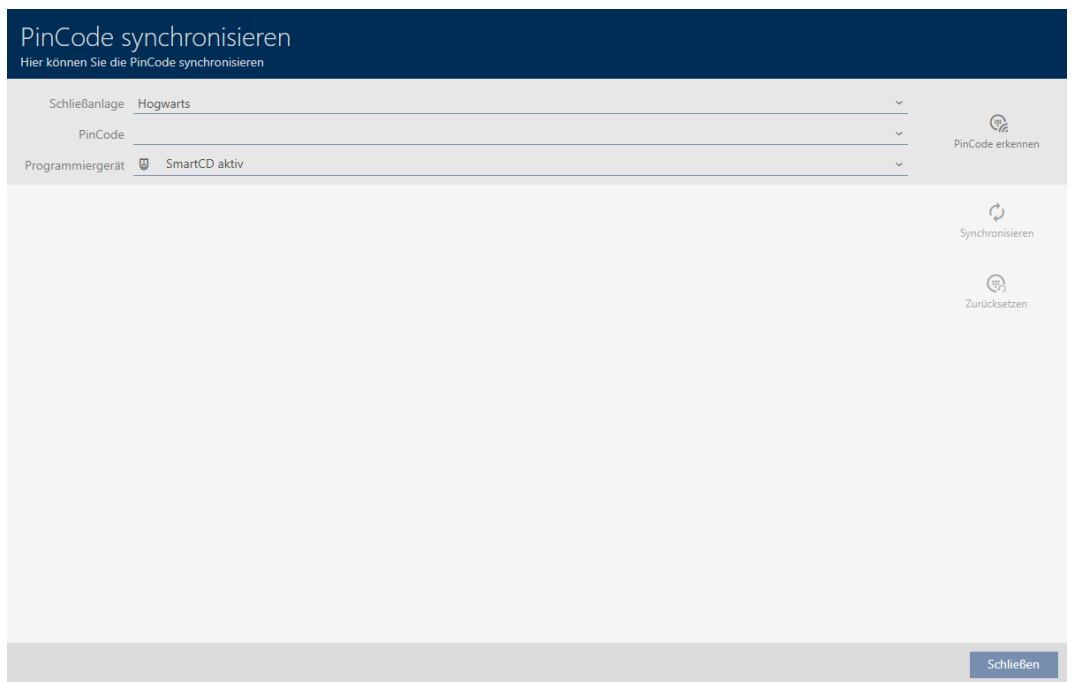 PinCode synchronisieren
Hier können Sie die PinCode synchronisieren
Schließanlage Hogwarts
PinCode
PinCode erkennen
Programmiergerät SmartCD aktiv
Synchronisieren
Zurücksetzen
Schließen